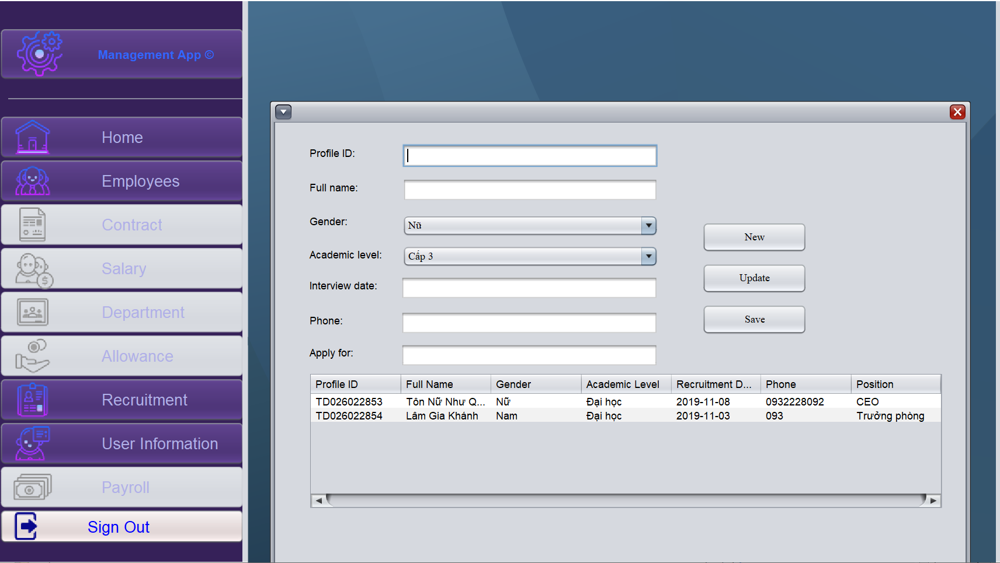 Management App ©
Home
Employees
Contract
Salary
Department
Allowance
Recruitment
User Information
Payroll
Sign Out
Profile ID:
Full name:
Gender: Nữ
Academic level: Cấp 3
Interview date:
Phone:
Apply for:
New
Update
Save
Profile ID Full Name Gender Academic Level Recruitment D... Phone Position
TD026022853 Tôn Nữ Như Q... Nữ Đại học 2019-11-08 0932228092 CEO
TD026022854 Lâm Gia Khánh Nam Đại học 2019-11-03 093 Trưởng phòng